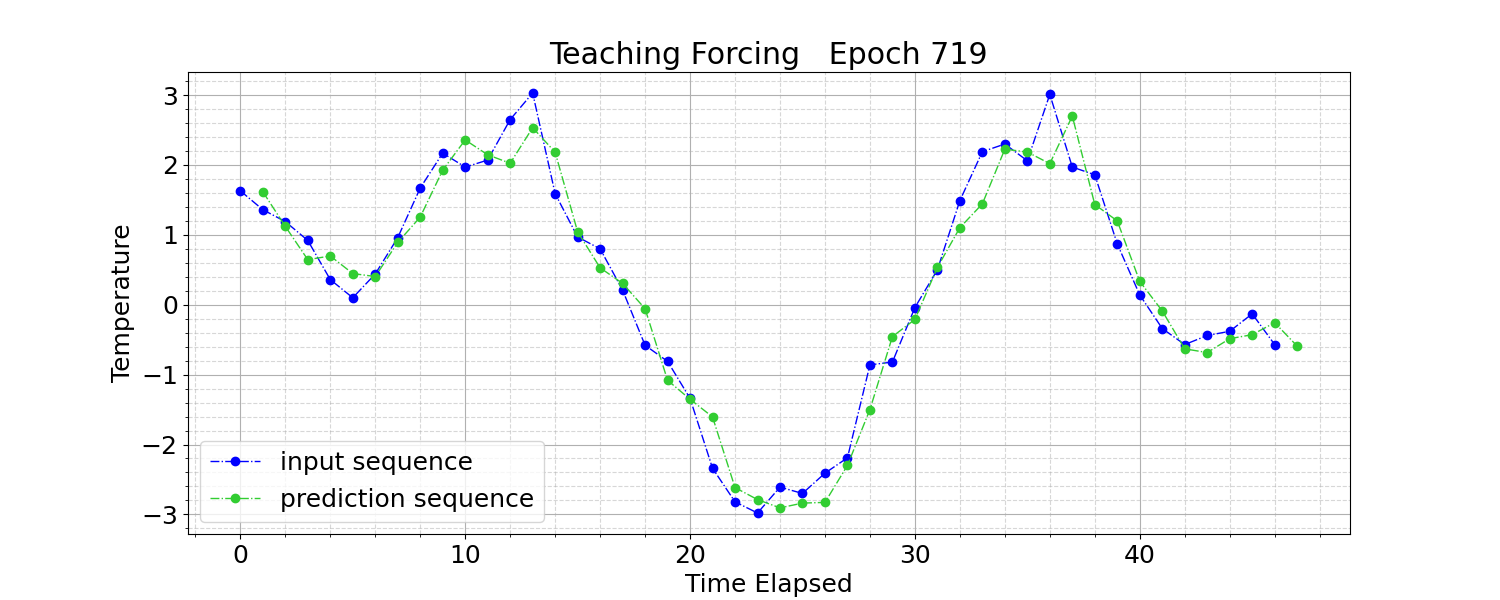 Teaching Forcing   Epoch 719
Temperature
3
2
1
0
−1
−2
−3
input sequence
prediction sequence
0 10 20 30 40
Time Elapsed